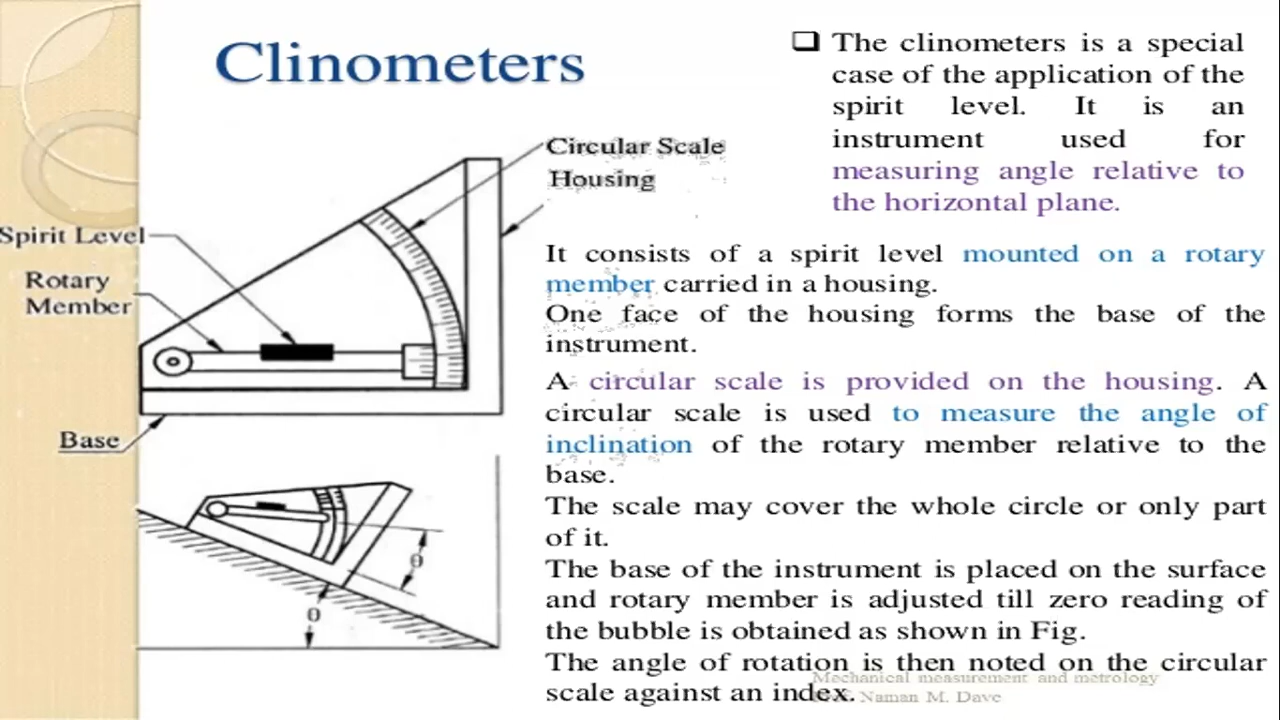 Clinometers
❑ The clinometers is a special
case of the application of the
spirit level. It is an
instrument used for
measuring angle relative to
the horizontal plane.
Circular Scale
Housing
Spirit Level
Rotary
Member
Base
θ
θ
It consists of a spirit level mounted on a rotary
member carried in a housing.
One face of the housing forms the base of the
instrument.
A circular scale is provided on the housing. A
circular scale is used to measure the angle of
inclination of the rotary member relative to the
base.
The scale may cover the whole circle or only part
of it.
The base of the instrument is placed on the surface
and rotary member is adjusted till zero reading of
the bubble is obtained as shown in Fig.
The angle of rotation is then noted on the circular
scale against an index.
Mechanical measurement and metrology
Naman M. Dave